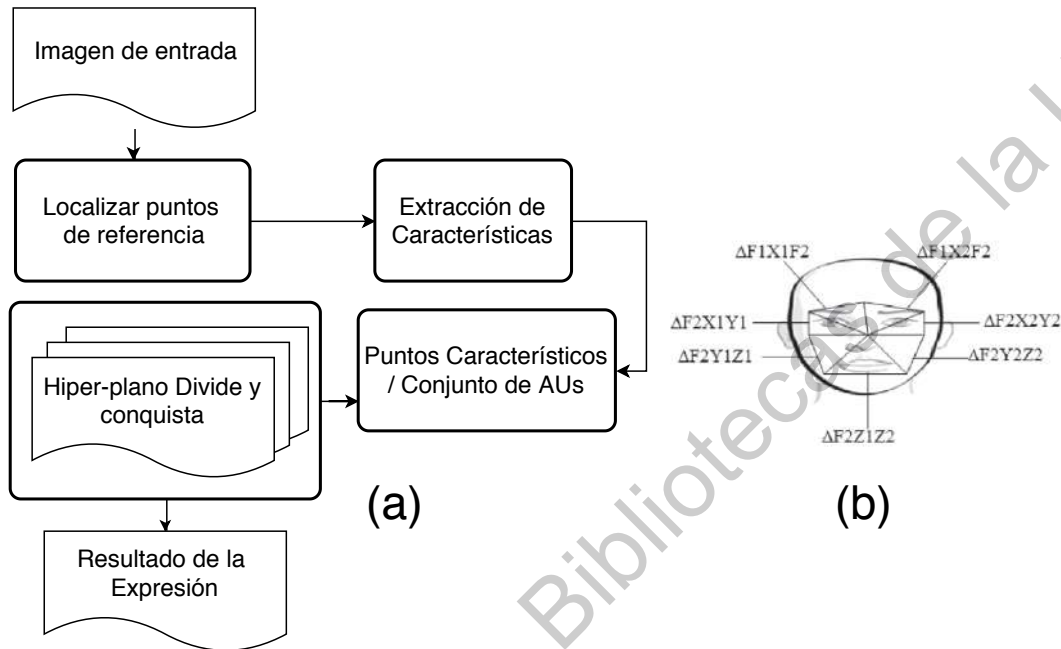 Imagen de entrada
Localizar puntos
de referencia
Extracción de
Características
Hiper-plano Divide y
conquista
Puntos Característicos
/ Conjunto de AUs
Resultado de la
Expresión
(a)
ΔF1X1F2
ΔF1X2F2
ΔF2X1Y1
ΔF2X2Y2
ΔF2Y1Z1
ΔF2Y2Z2
ΔF2Z1Z2
(b)
Bibliotecas de la